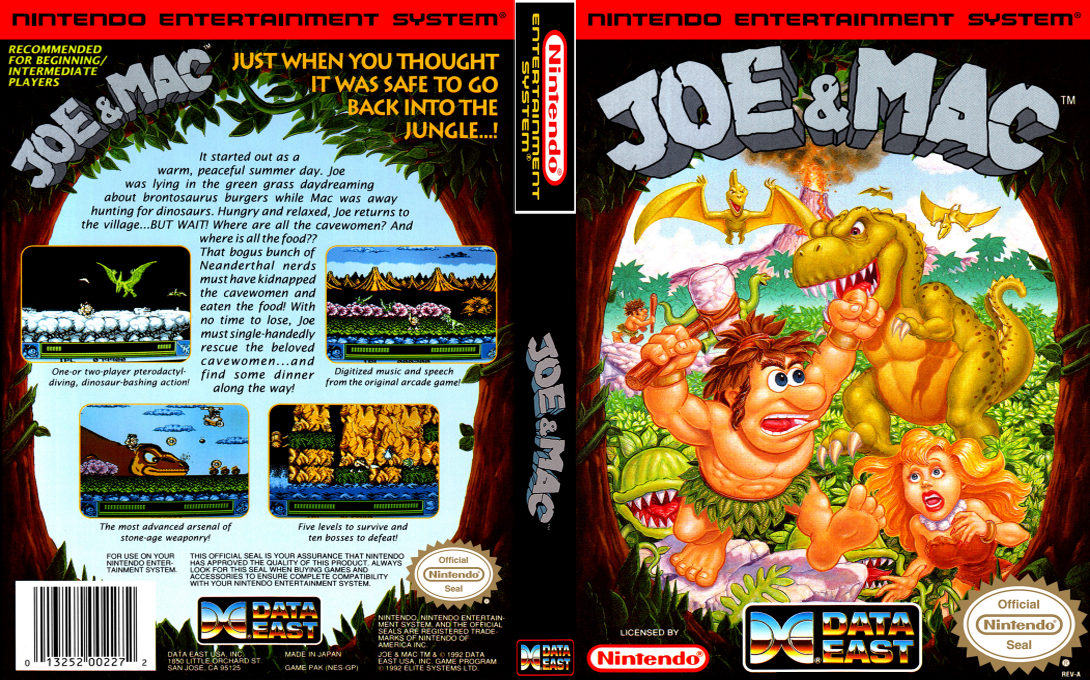 NINTENDO ENTERTAINMENT SYSTEM®
RECOMMENDED
FOR BEGINNING/
INTERMEDIATE
PLAYERS
JOE & MAC™
JUST WHEN YOU THOUGHT
IT WAS SAFE TO GO
BACK INTO THE
JUNGLE...!
It started out as a
warm, peaceful summer day. Joe
was lying in the green grass daydreaming
about brontosaurus burgers while Mac was away
hunting for dinosaurs. Hungry and relaxed, Joe returns to
the village...BUT WAIT! Where are all the cavewomen? And
where is all the food??
That bogus bunch of
Neanderthal nerds
must have kidnapped
the cavewomen and
eaten the food! With
no time to lose, Joe
must single-handedly
rescue the beloved
cavewomen...and
find some dinner
along the way!
One-or two-player pterodactyl-
diving, dinosaur-bashing action!
Digitized music and speech
from the original arcade game!
The most advanced arsenal of
stone-age weaponry!
Five levels to survive and
ten bosses to defeat!
FOR USE ON YOUR
NINTENDO ENTER-
TAINMENT SYSTEM.
THIS OFFICIAL SEAL IS YOUR ASSURANCE THAT NINTENDO
HAS APPROVED THE QUALITY OF THIS PRODUCT. ALWAYS
LOOK FOR THIS SEAL WHEN BUYING GAMES AND
ACCESSORIES TO ENSURE COMPLETE COMPATIBILITY
WITH YOUR NINTENDO ENTERTAINMENT SYSTEM.
Official
Nintendo®
Seal
0 13252 00227 2
DATA
EAST®
DATA EAST USA, INC.
1850 LITTLE ORCHARD ST.
SAN JOSE, CA 95125
MADE IN JAPAN
GAME PAK (NES-GP)
NINTENDO, NINTENDO ENTERTAIN-
MENT SYSTEM, AND THE OFFICIAL
SEALS ARE REGISTERED TRADE-
MARKS OF NINTENDO OF
AMERICA INC.
JOE & MAC TM & © 1992 DATA
EAST USA, INC. GAME PROGRAM
© 1992 ELITE SYSTEMS LTD.
Nintendo®
ENTERTAINMENT
SYSTEM®
JOE & MAC™
DATA
EAST
NINTENDO ENTERTAINMENT SYSTEM®
JOE & MAC™
LICENSED BY
Nintendo®
DATA
EAST®
Official
Nintendo®
Seal
®
REV-A